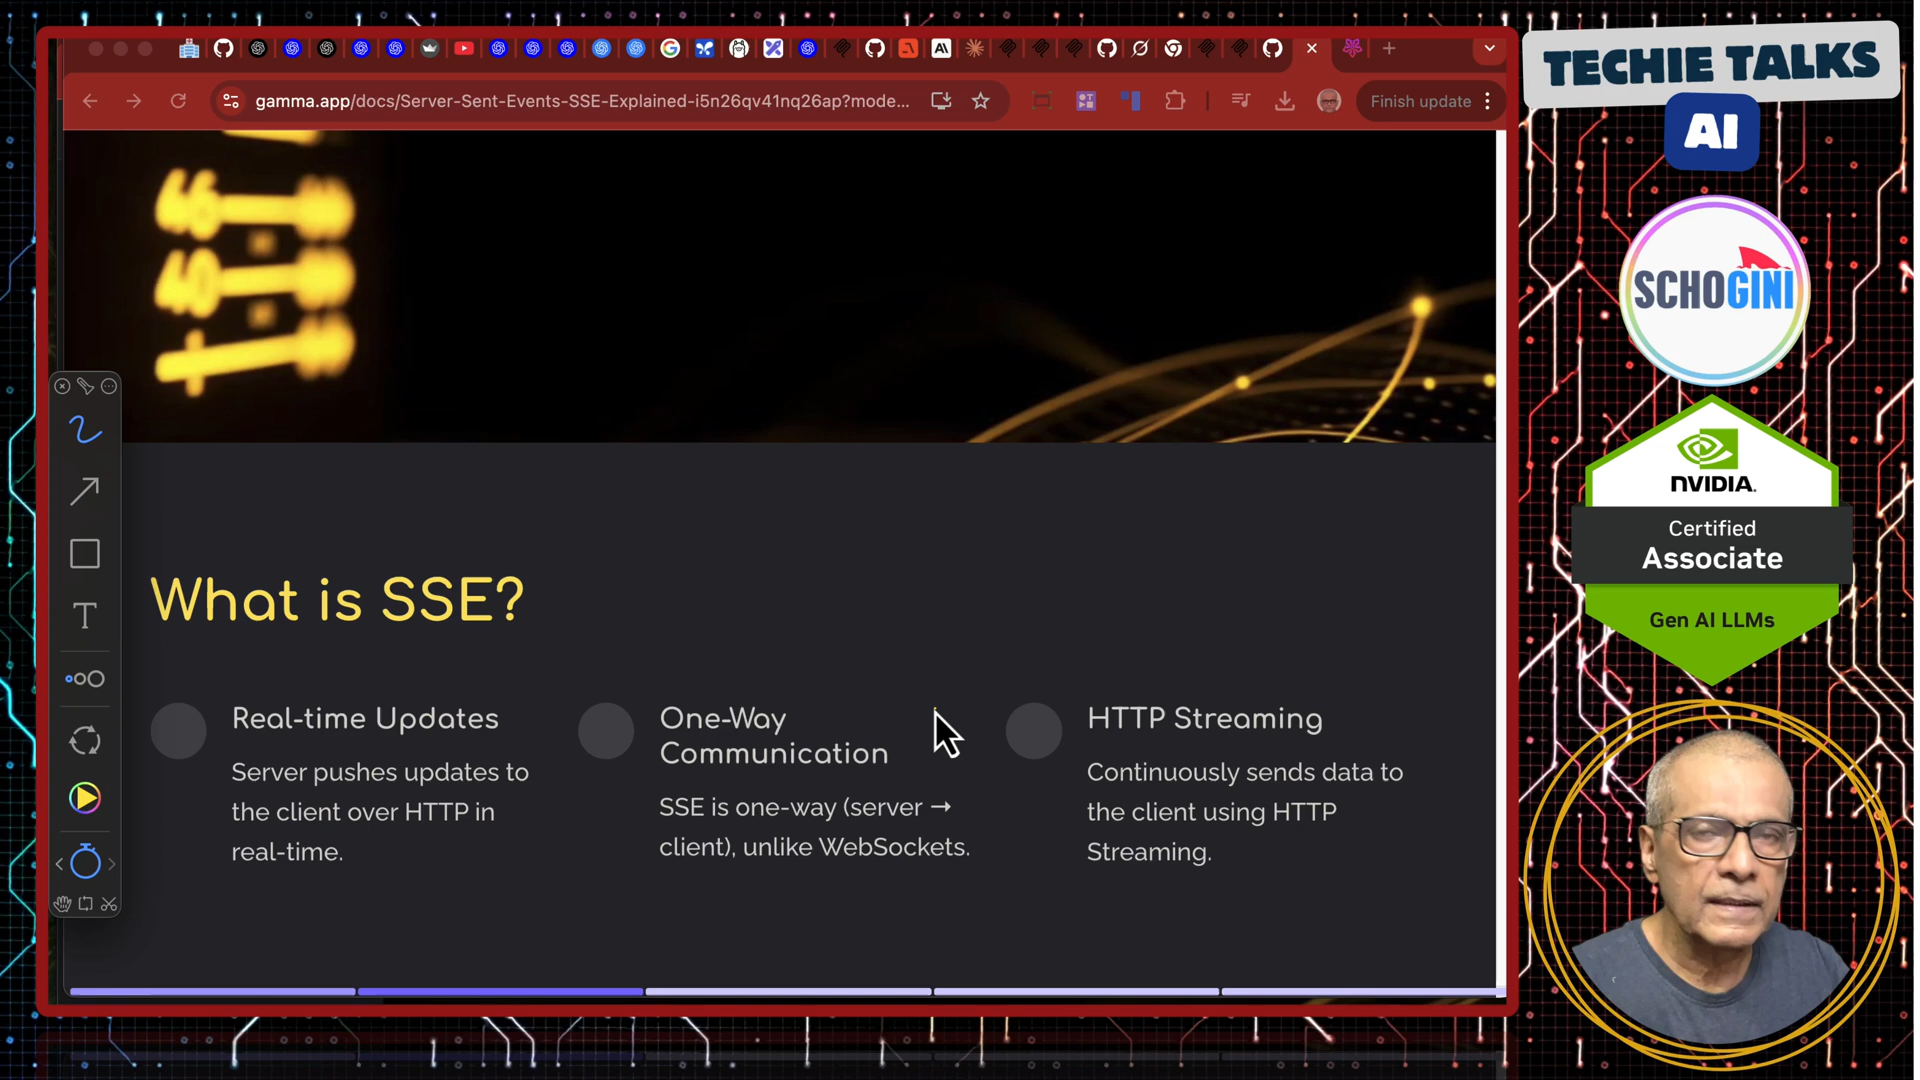 TECHIE TALKS
AI
gamma.app/docs/Server-Sent-Events-SSE-Explained-i5n26qv41nq26ap?mode...
Finish update
SCHOGINI
NVIDIA.
Certified
Associate
Gen AI LLMs
What is SSE?
Real-time Updates
Server pushes updates to
the client over HTTP in
real-time.
One-Way
Communication
SSE is one-way (server →
client), unlike WebSockets.
HTTP Streaming
Continuously sends data to
the client using HTTP
Streaming.